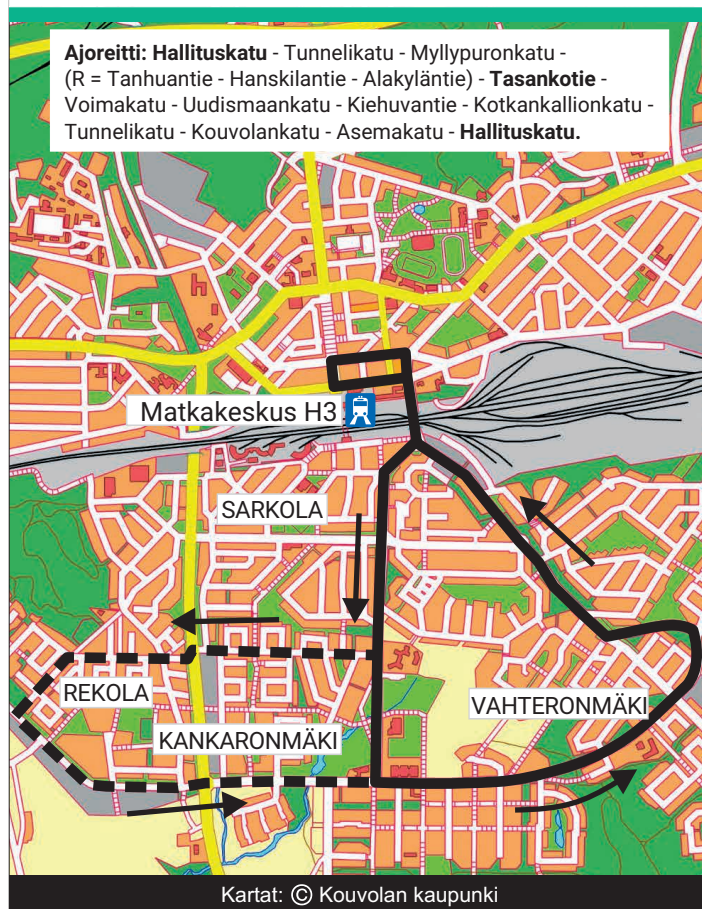 Ajoreitti: Hallituskatu - Tunnelikatu - Myllypuronkatu -
(R = Tanhuantie - Hanskilantie - Alakyläntie) - Tasankotie -
Voimakatu - Uudismaankatu - Kiehuvantie - Kotkankallionkatu -
Tunnelikatu - Kouvolankatu - Asemakatu - Hallituskatu.
Matkakeskus H3
SARKOLA
REKOLA
VAHTERONMÄKI
KANKARONMÄKI
Kartat: © Kouvolan kaupunki